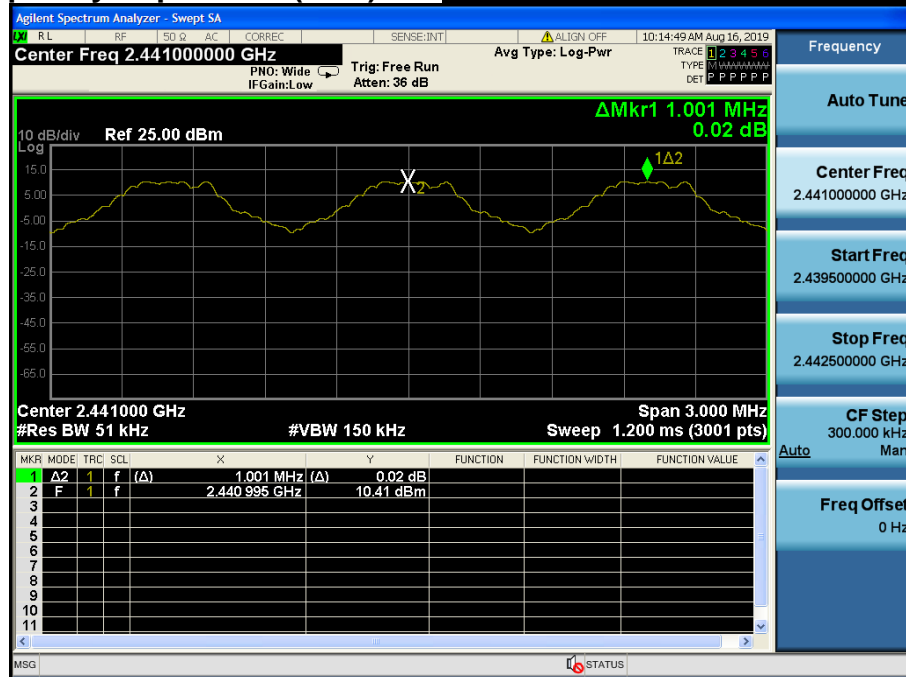 Agilent Spectrum Analyzer - Swept SA
LXI RL RF 50 Ω AC CORREC SENSE:INT ALIGN OFF 10:14:49 AM Aug 16, 2019
Center Freq 2.441000000 GHz
PNO: Wide
IFGain:Low
Trig: Free Run
Atten: 36 dB
Avg Type: Log-Pwr
TRACE 1 2 3 4 5 6
TYPE M
DET P P P P P P
ΔMkr1 1.001 MHz
0.02 dB
10 dB/div Ref 25.00 dBm
Log
15.0
5.00
-5.00
-15.0
-25.0
-35.0
-45.0
-55.0
-65.0
1Δ2
X2
Center 2.441000 GHz Span 3.000 MHz
#Res BW 51 kHz #VBW 150 kHz Sweep 1.200 ms (3001 pts)
MKR MODE TRC SCL X Y FUNCTION FUNCTION WIDTH FUNCTION VALUE
1 Δ2 1 f (Δ) 1.001 MHz (Δ) 0.02 dB
2 F 1 f 2.440 995 GHz 10.41 dBm
3
4
5
6
7
8
9
10
11
MSG STATUS
Frequency
Auto Tune
Center Freq
2.441000000 GHz
Start Freq
2.439500000 GHz
Stop Freq
2.442500000 GHz
CF Step
300.000 kHz
Auto Man
Freq Offset
0 Hz